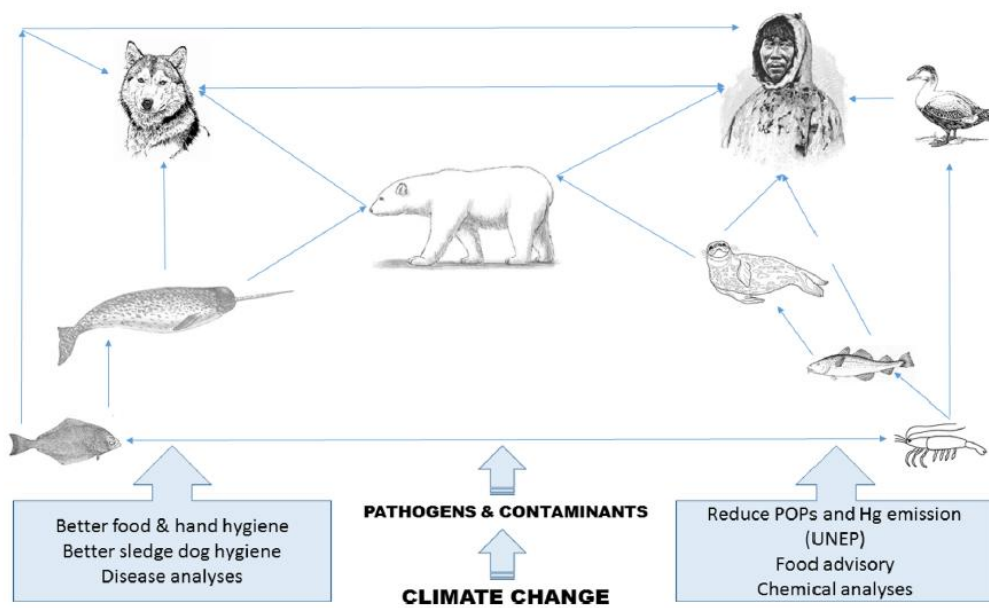 Better food & hand hygiene
Better sledge dog hygiene
Disease analyses
PATHOGENS & CONTAMINANTS
CLIMATE CHANGE
Reduce POPs and Hg emission
(UNEP)
Food advisory
Chemical analyses